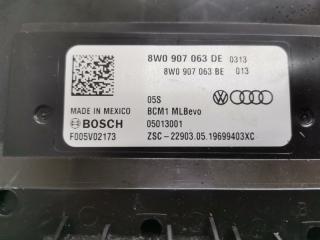 8W0 907 063 DE 0313
8W0 907 063 BE 013
05S
MADE IN MEXICO BCM1 MLBevo
BOSCH 05013001
F005V02173 ZSC-22903.05.19699403XC